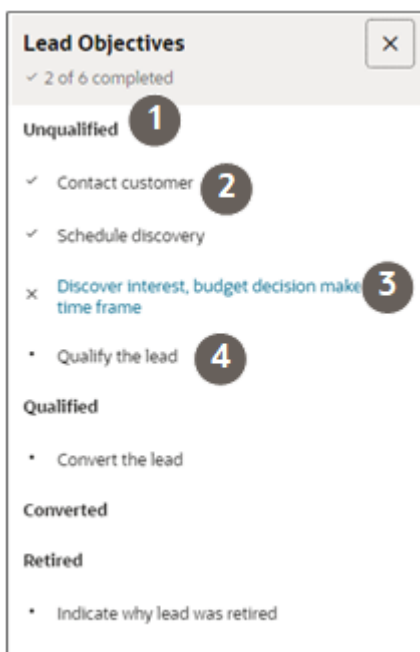 Lead Objectives
2 of 6 completed
Unqualified 1
Contact customer 2
Schedule discovery
Discover interest, budget decision make 3
time frame
Qualify the lead 4
Qualified
Convert the lead
Converted
Retired
Indicate why lead was retired